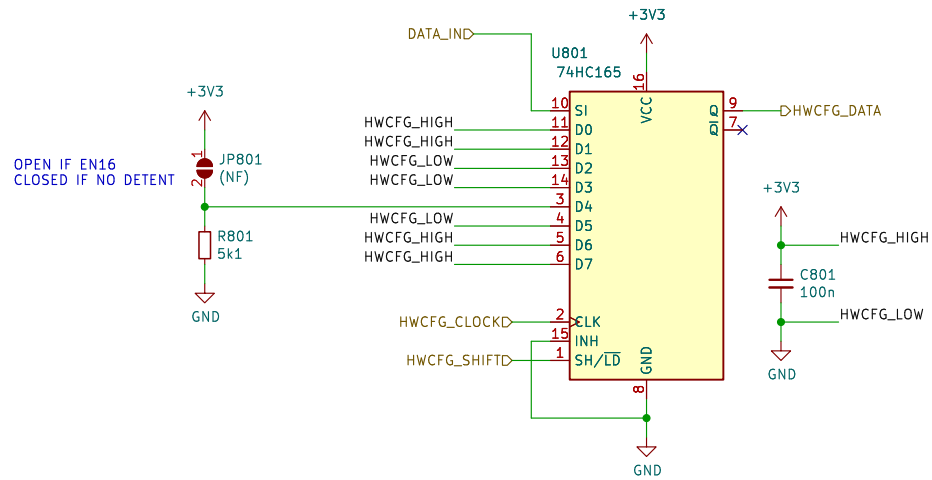 +3V3
DATA_IN
U801
74HC165
16
VCC
+3V3
10 SI
9
Q
HWCFG_DATA
HWCFG_HIGH
11 D0
7
Q
HWCFG_HIGH
12 D1
OPEN IF EN16
CLOSED IF NO DETENT
1
2
JP801
(NF)
HWCFG_LOW
13 D2
HWCFG_LOW
14 D3
3 D4
+3V3
HWCFG_LOW
4 D5
HWCFG_HIGH
5 D6
HWCFG_HIGH
6 D7
R801
5k1
GND
HWCFG_HIGH
C801
100n
HWCFG_LOW
GND
HWCFG_CLOCK
2 CLK
15 INH
HWCFG_SHIFT
1 SH/LD
GND
8
GND